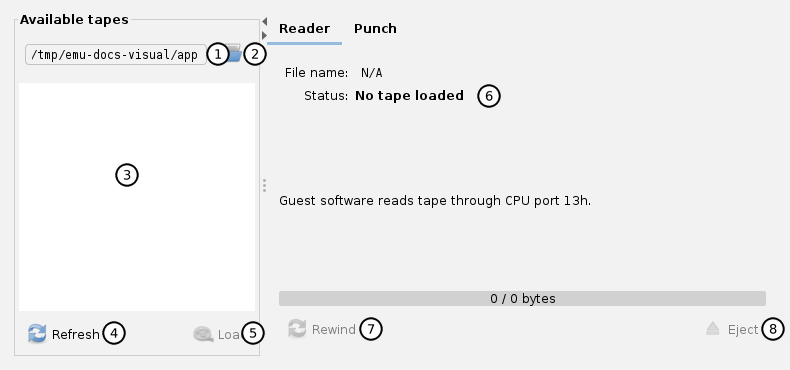 Available tapes
/tmp/emu-docs-visual/app 1 2
3
Refresh 4 5
Reader Punch
File name: N/A
Status: No tape loaded 6
Guest software reads tape through CPU port 13h.
0 / 0 bytes
Rewind 7 Eject 8